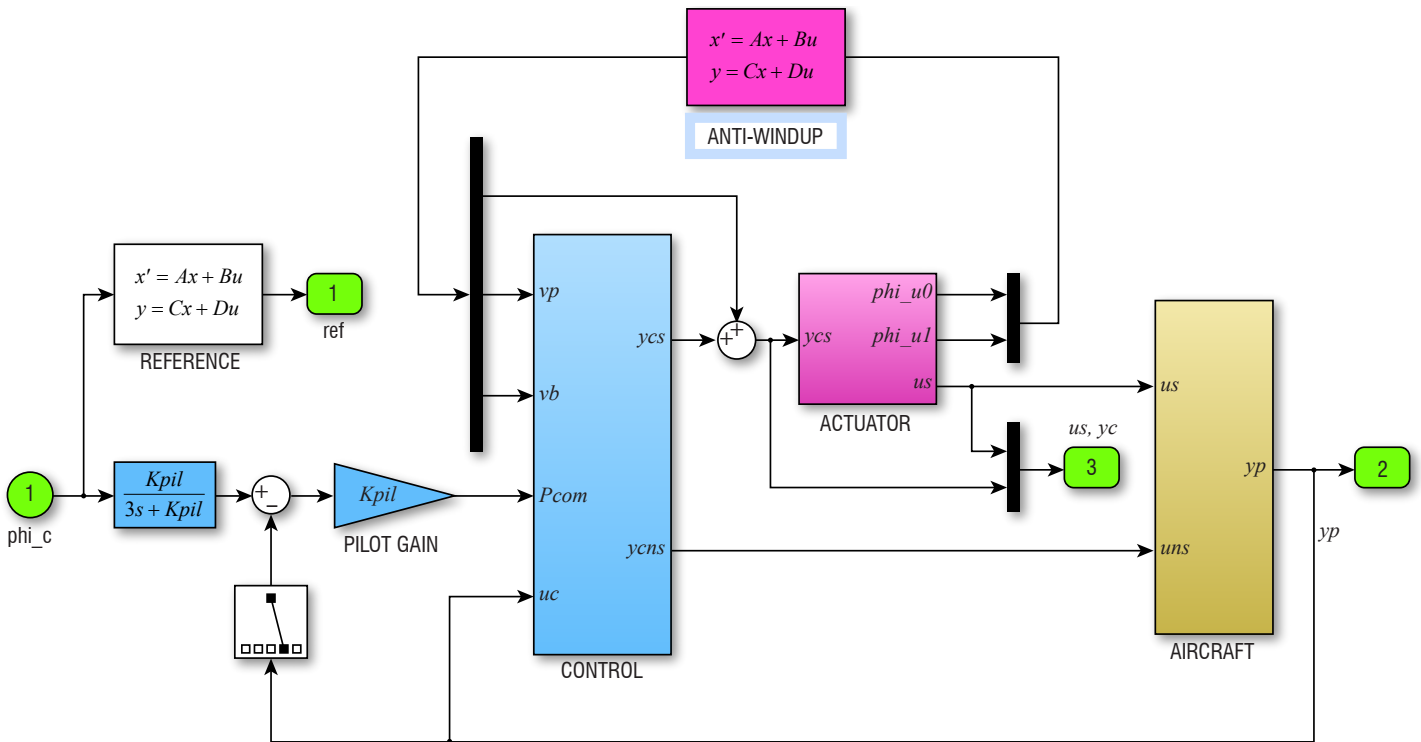 x' = Ax + Bu
y = Cx + Du
ANTI-WINDUP
x' = Ax + Bu
y = Cx + Du
REFERENCE
1
ref
vp
vb
Pcom
uc
ycs
ycns
CONTROL
+
+
ycs
phi_u0
phi_u1
us
ACTUATOR
us, yc
3
us
uns
yp
AIRCRAFT
2
yp
1
phi_c
Kpil
3s + Kpil
+
−
Kpil
PILOT GAIN